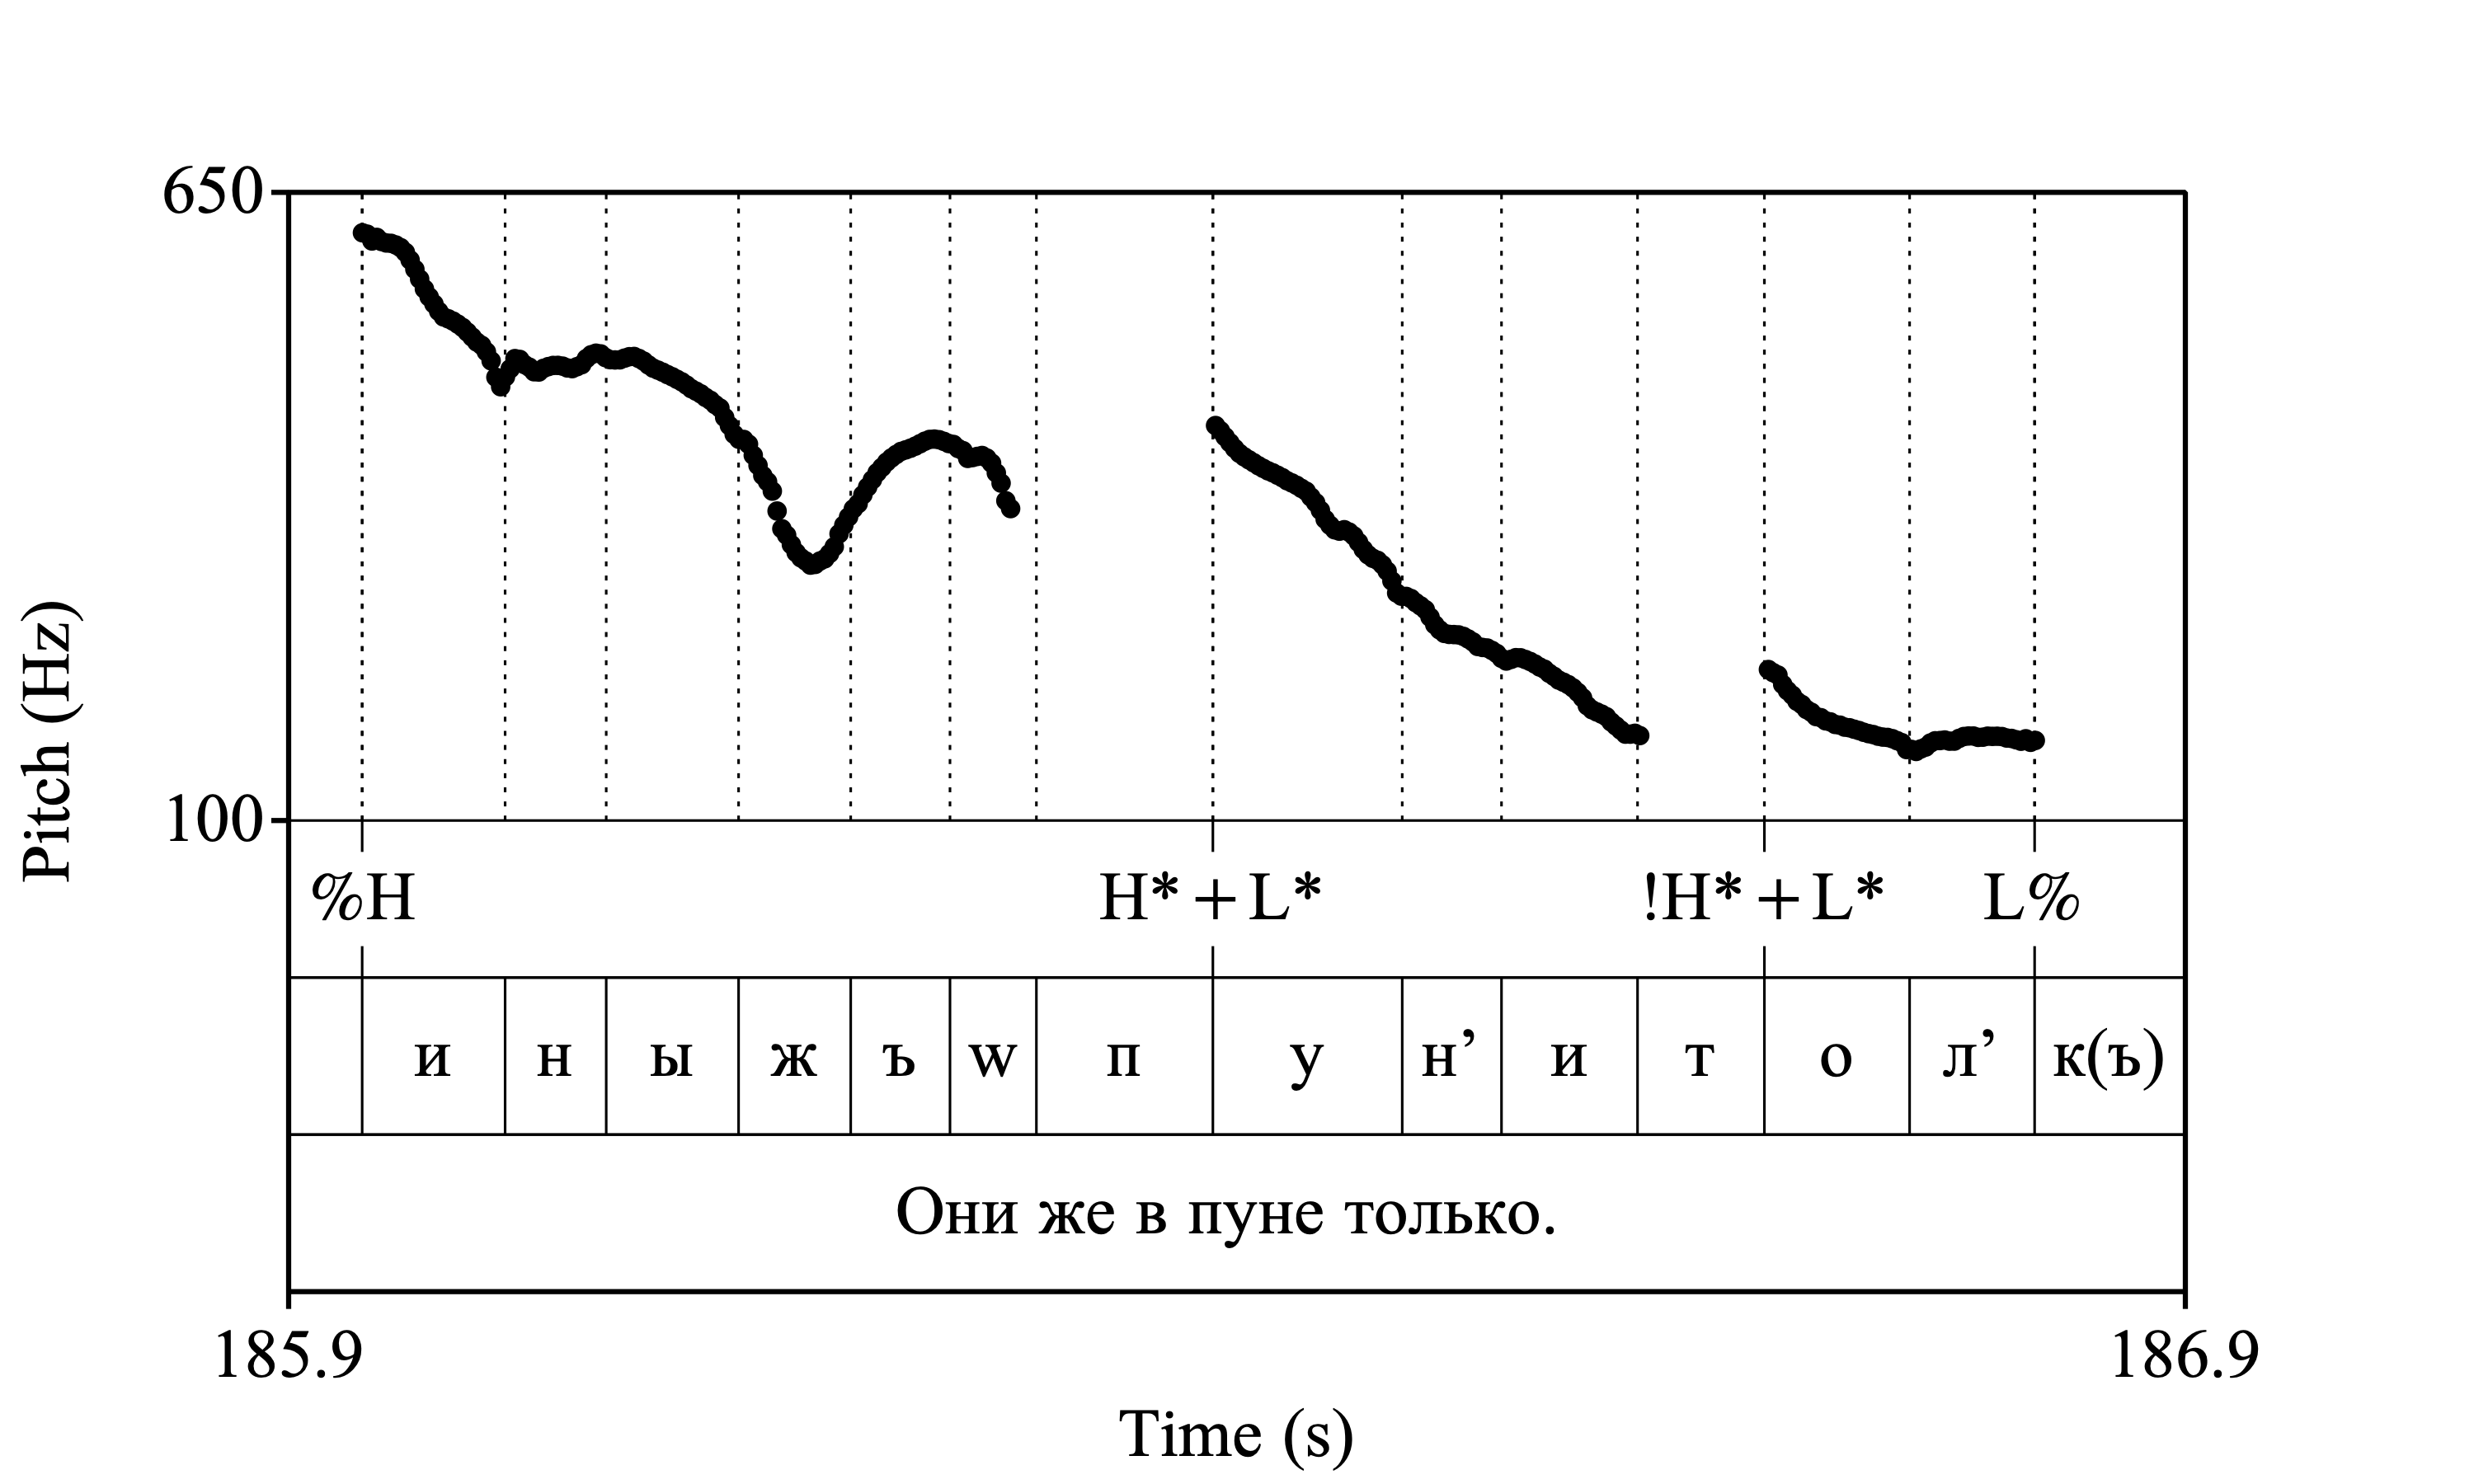 650
100
Pitch (Hz)
%H H*+L* !H*+L* L%
и н ы ж ъ w п у н’ и т о л’ к(ъ)
Они же в пуне только.
185.9 186.9
Time (s)